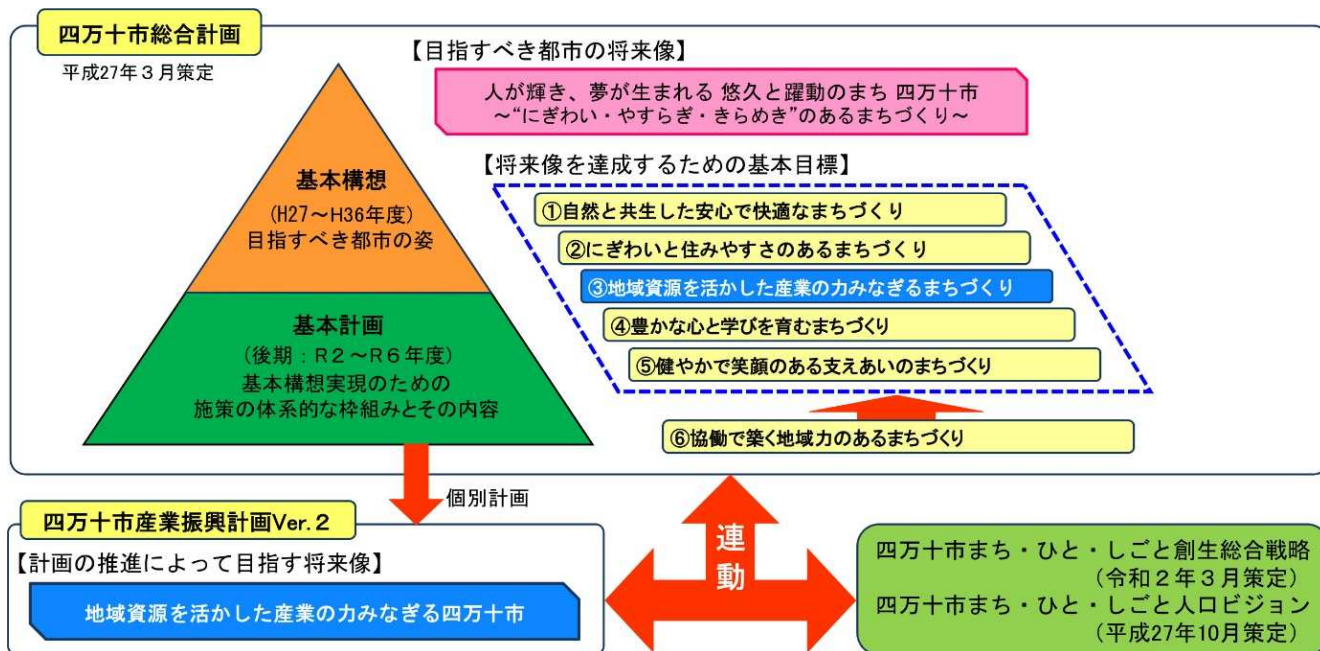 四万十市総合計画
平成27年３月策定
【目指すべき都市の将来像】
人が輝き、夢が生まれる 悠久と躍動のまち 四万十市
～“にぎわい・やすらぎ・きらめき”のあるまちづくり～
基本構想
(H27～H36年度)
目指すべき都市の姿
基本計画
(後期：Ｒ２～Ｒ６年度)
基本構想実現のための
施策の体系的な枠組みとその内容
【将来像を達成するための基本目標】
①自然と共生した安心で快適なまちづくり
②にぎわいと住みやすさのあるまちづくり
③地域資源を活かした産業の力みなぎるまちづくり
④豊かな心と学びを育むまちづくり
⑤健やかで笑顔のある支えあいのまちづくり
⑥協働で築く地域力のあるまちづくり
個別計画
四万十市産業振興計画Ver.２
【計画の推進によって目指す将来像】
地域資源を活かした産業の力みなぎる四万十市
連
動
四万十市まち・ひと・しごと創生総合戦略
（令和２年３月策定）
四万十市まち・ひと・しごと人口ビジョン
（平成27年10月策定）